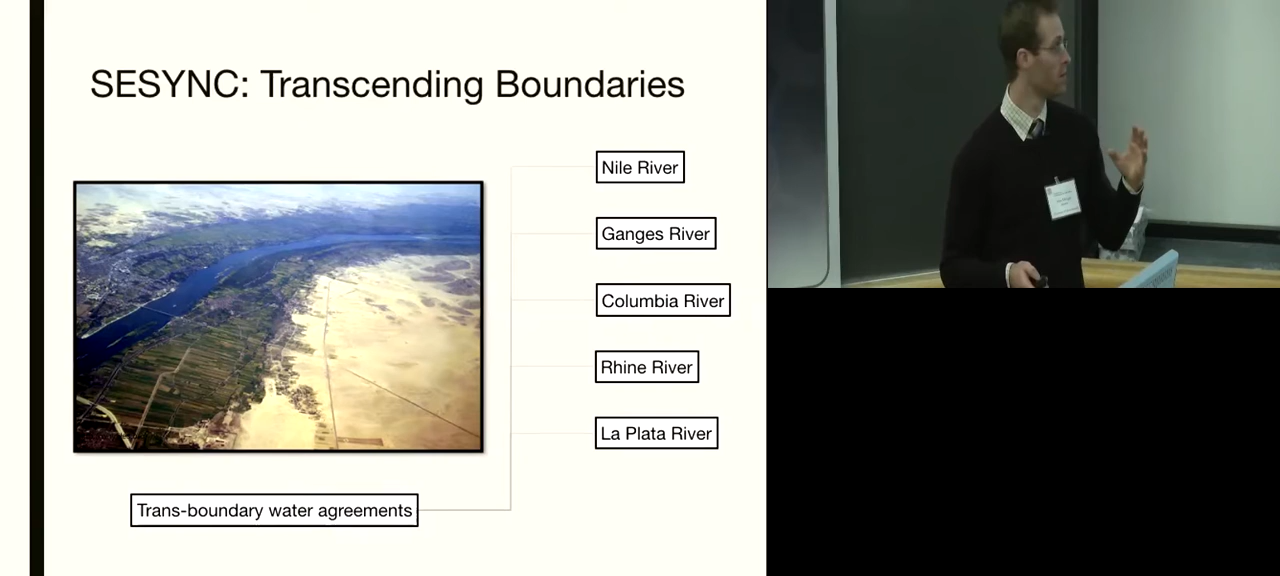 SESYNC: Transcending Boundaries
Nile River
Ganges River
Columbia River
Rhine River
La Plata River
Trans-boundary water agreements